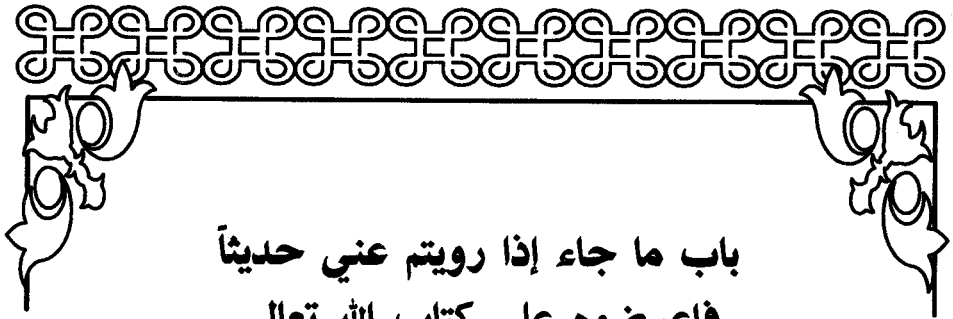 باب ما جاء إذا رويتم عني حديثاً
فاعرضوه على كتاب الله تعالى